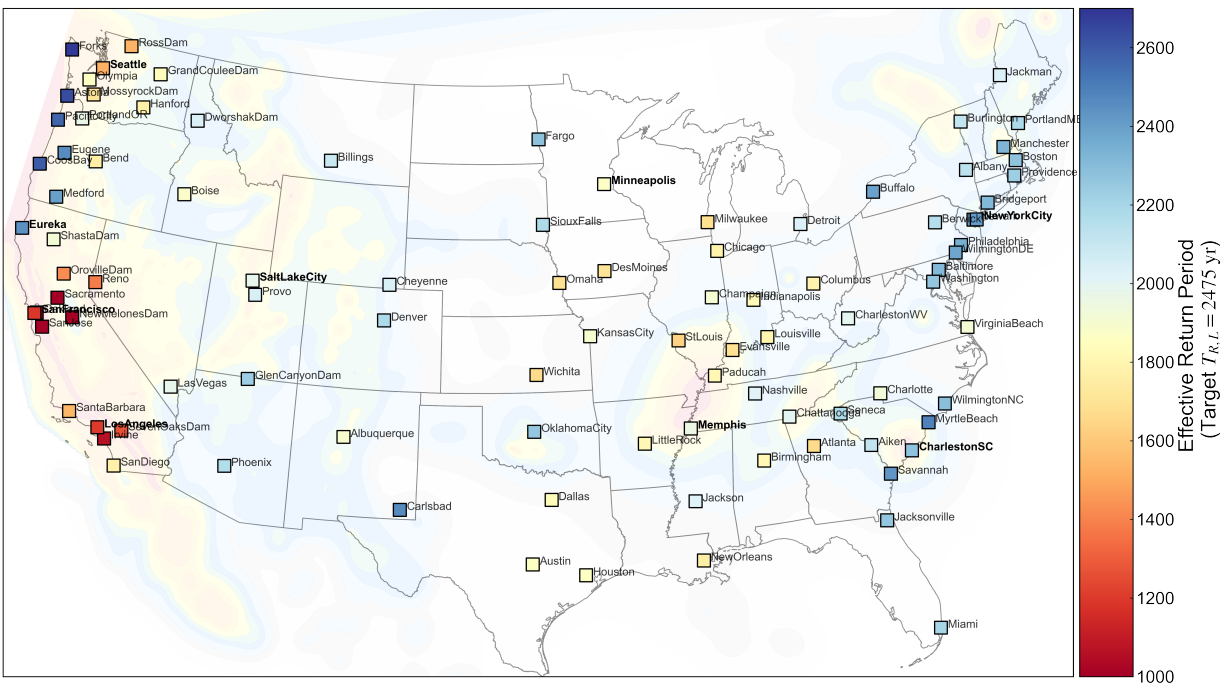 Forks
RossDam
Seattle
Olympia
GrandCouleeDam
Jackman
Astoria
MossyrockDam
Hanford
PacificCity
PortlandOR
DworshakDam
Burlington
PortlandME
Fargo
Eugene
Manchester
CoosBay
Bend
Billings
Boston
Albany
Providence
Minneapolis
Buffalo
Medford
Boise
Bridgeport
Eureka
SiouxFalls
Milwaukee
Detroit
Berwick
NewYorkCity
ShastaDam
Chicago
Philadelphia
WilmingtonDE
OrovilleDam
Reno
SaltLakeCity
DesMoines
Baltimore
Washington
Provo
Cheyenne
Omaha
Columbus
Sacramento
Champaign
Indianapolis
SanFrancisco
NewMelonesDam
SanJose
Denver
CharlestonWV
VirginiaBeach
KansasCity
StLouis
Louisville
Evansville
LasVegas
GlenCanyonDam
Wichita
Paducah
Nashville
Charlotte
WilmingtonNC
SantaBarbara
Chattanooga
Seneca
MyrtleBeach
LosAngeles
SevenOaksDam
Irvine
Albuquerque
OklahomaCity
Memphis
LittleRock
Atlanta
Aiken
CharlestonSC
SanDiego
Phoenix
Birmingham
Savannah
Carlsbad
Dallas
Jackson
Jacksonville
Austin
Houston
NewOrleans
Miami
2600
2400
2200
2000
1800
1600
1400
1200
1000
Effective Return Period
(Target T_{R,L} = 2475 yr)